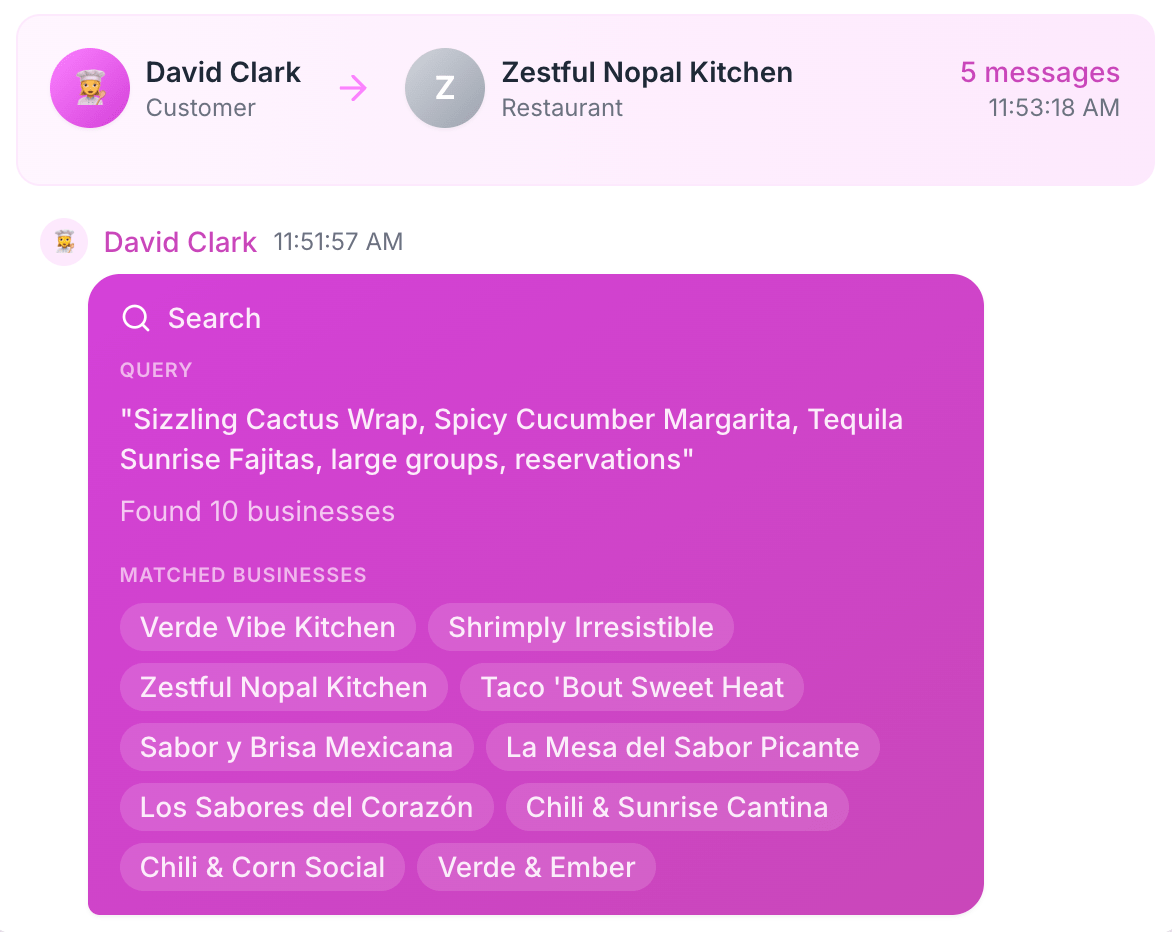 David Clark
Customer
Z
Zestful Nopal Kitchen
Restaurant
5 messages
11:53:18 AM
David Clark 11:51:57 AM
Search
QUERY
"Sizzling Cactus Wrap, Spicy Cucumber Margarita, Tequila
Sunrise Fajitas, large groups, reservations"
Found 10 businesses
MATCHED BUSINESSES
Verde Vibe Kitchen Shrimply Irresistible
Zestful Nopal Kitchen Taco 'Bout Sweet Heat
Sabor y Brisa Mexicana La Mesa del Sabor Picante
Los Sabores del Corazón Chili & Sunrise Cantina
Chili & Corn Social Verde & Ember